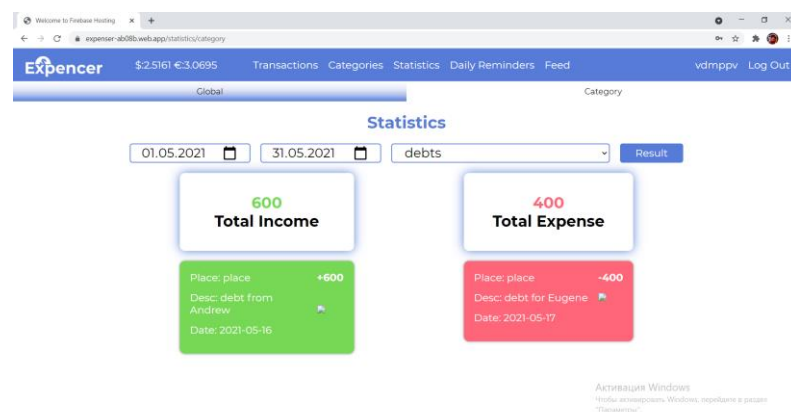 Welcome to Firebase Hosting
expenser-ab08b.web.app/statistics/category
Expencer $:2.5161 €:3.0695 Transactions Categories Statistics Daily Reminders Feed vdmppv Log Out
Global Category
Statistics
01.05.2021 31.05.2021 debts Result
600
Total Income
400
Total Expense
Place: place +600
Desc: debt from
Andrew
Date: 2021-05-16
Place: place -400
Desc: debt for Eugene
Date: 2021-05-17
Активация Windows
Чтобы активировать Windows, перейдите в раздел
"Параметры".